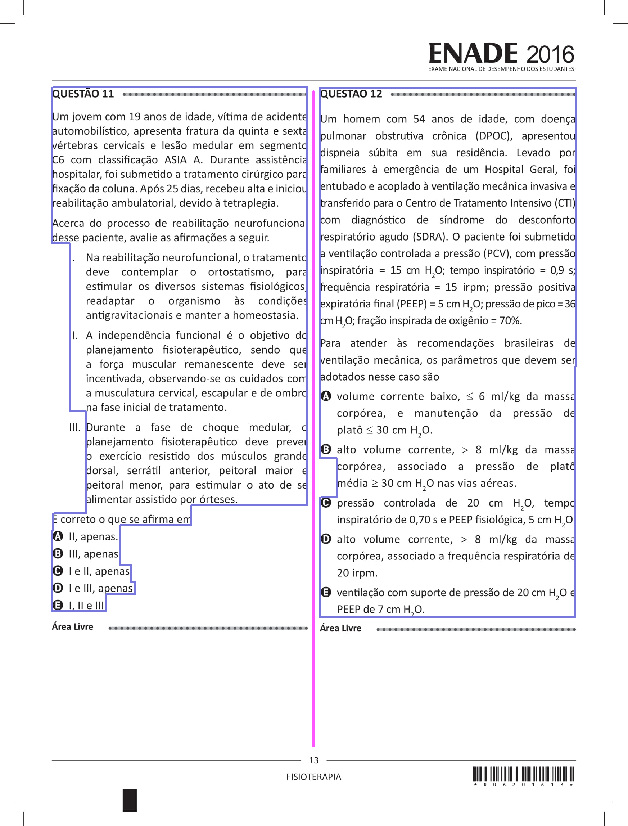 ENADE 2016
EXAME NACIONAL DE DESEMPENHO DOS ESTUDANTES
QUESTÃO 11
Um jovem com 19 anos de idade, vítima de acidente
automobilístico, apresenta fratura da quinta e sexta
vértebras cervicais e lesão medular em segmento
C6 com classificação ASIA A. Durante assistência
hospitalar, foi submetido a tratamento cirúrgico para
fixação da coluna. Após 25 dias, recebeu alta e iniciou
reabilitação ambulatorial, devido à tetraplegia.
Acerca do processo de reabilitação neurofuncional
desse paciente, avalie as afirmações a seguir.
I. Na reabilitação neurofuncional, o tratamento
deve contemplar o ortostatismo, para
estimular os diversos sistemas fisiológicos,
readaptar o organismo às condições
antigravitacionais e manter a homeostasia.
II. A independência funcional é o objetivo do
planejamento fisioterapêutico, sendo que
a força muscular remanescente deve ser
incentivada, observando-se os cuidados com
a musculatura cervical, escapular e de ombro
na fase inicial de tratamento.
III. Durante a fase de choque medular, o
planejamento fisioterapêutico deve prever
o exercício resistido dos músculos grande
dorsal, serrátil anterior, peitoral maior e
peitoral menor, para estimular o ato de se
alimentar assistido por órteses.
É correto o que se afirma em
A II, apenas.
B III, apenas.
C I e II, apenas.
D I e III, apenas.
E I, II e III.
Área Livre
QUESTÃO 12
Um homem com 54 anos de idade, com doença
pulmonar obstrutiva crônica (DPOC), apresentou
dispneia súbita em sua residência. Levado por
familiares à emergência de um Hospital Geral, foi
entubado e acoplado à ventilação mecânica invasiva e
transferido para o Centro de Tratamento Intensivo (CTI)
com diagnóstico de síndrome do desconforto
respiratório agudo (SDRA). O paciente foi submetido
a ventilação controlada a pressão (PCV), com pressão
inspiratória = 15 cm H2O; tempo inspiratório = 0,9 s;
frequência respiratória = 15 irpm; pressão positiva
expiratória final (PEEP) = 5 cm H2O; pressão de pico = 36
cm H2O; fração inspirada de oxigênio = 70%.
Para atender às recomendações brasileiras de
ventilação mecânica, os parâmetros que devem ser
adotados nesse caso são
A volume corrente baixo, ≤ 6 ml/kg da massa
corpórea, e manutenção da pressão de
platô ≤ 30 cm H2O.
B alto volume corrente, > 8 ml/kg da massa
corpórea, associado a pressão de platô
média ≥ 30 cm H2O nas vias aéreas.
C pressão controlada de 20 cm H2O, tempo
inspiratório de 0,70 s e PEEP fisiológica, 5 cm H2O
D alto volume corrente, > 8 ml/kg da massa
corpórea, associado a frequência respiratória de
20 irpm.
E ventilação com suporte de pressão de 20 cm H2O e
PEEP de 7 cm H2O.
Área Livre
13
FISIOTERAPIA